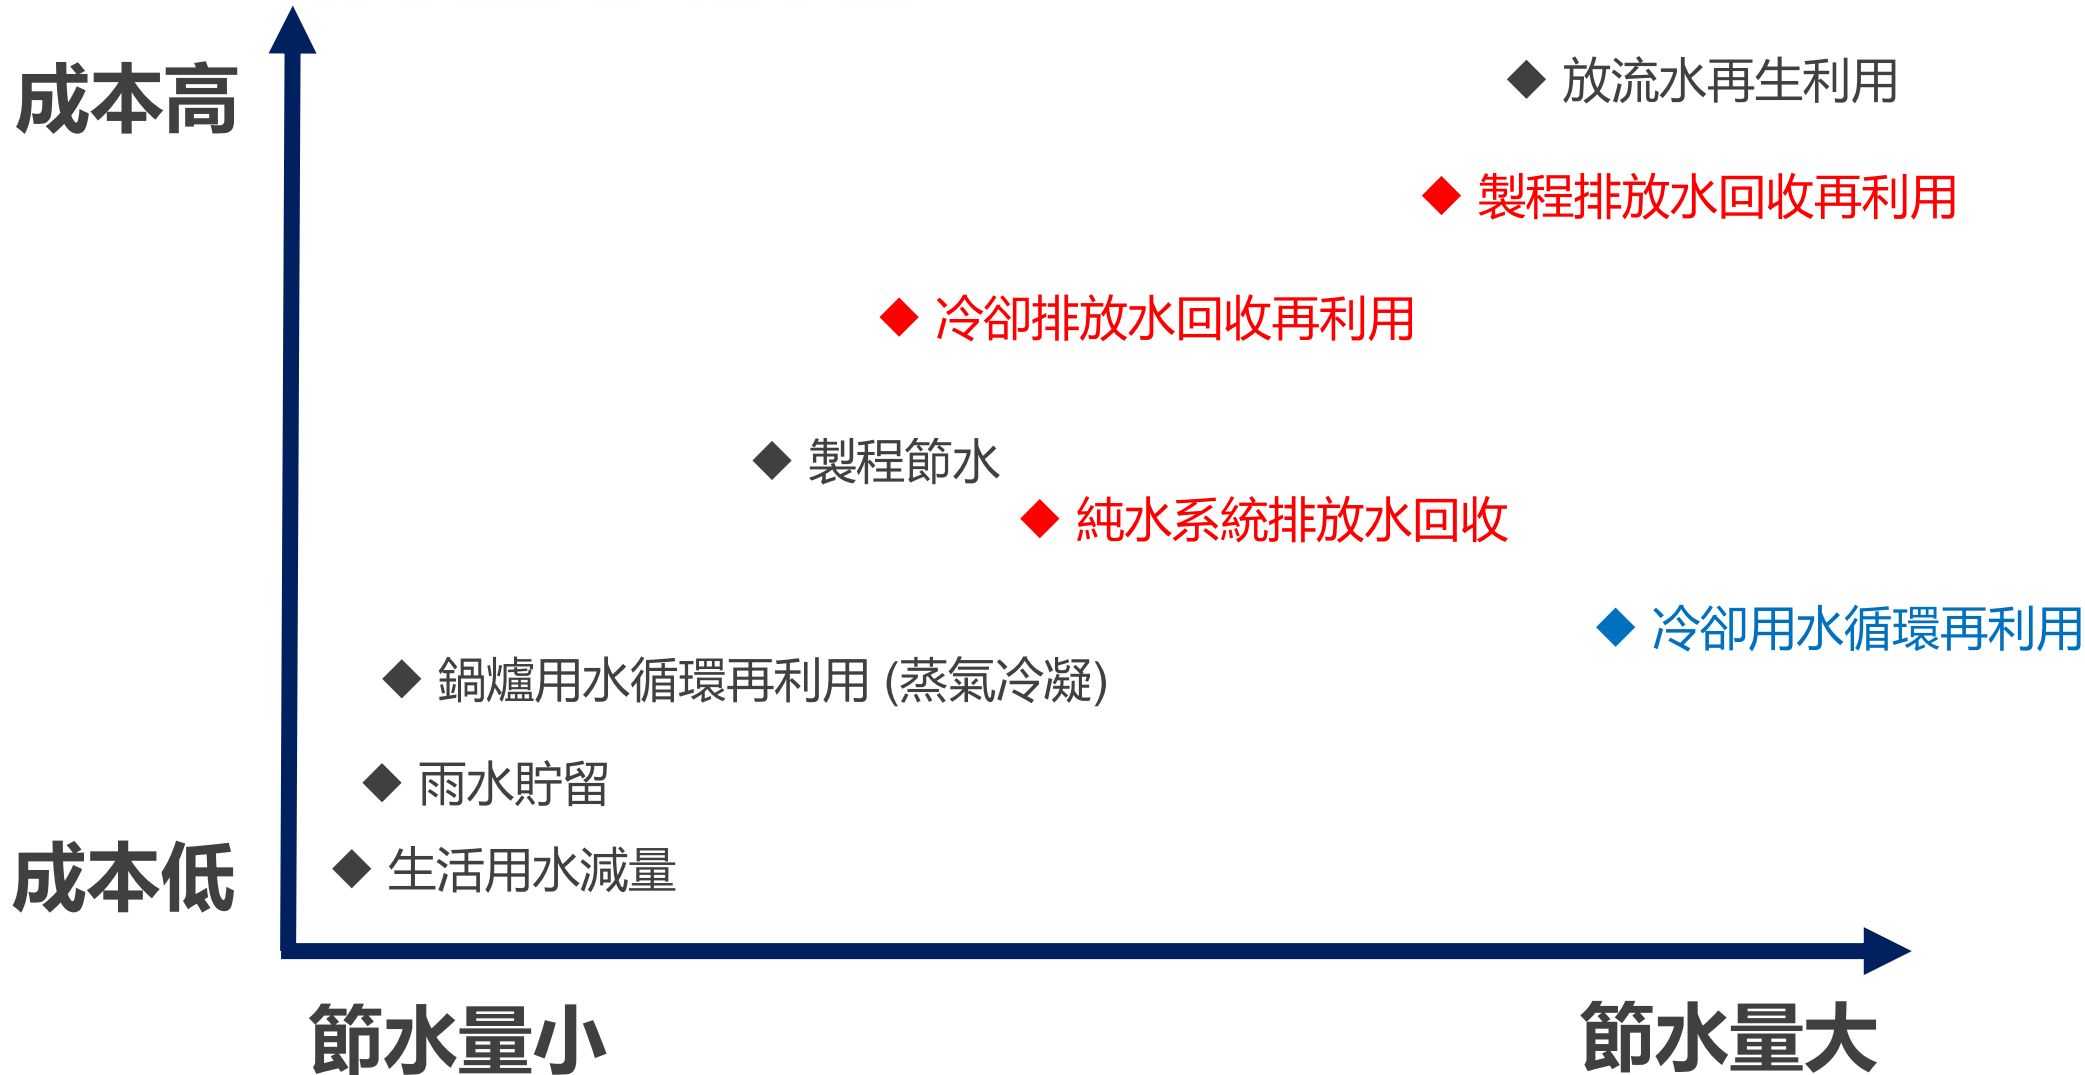 成本高
◆ 放流水再生利用
◆ 製程排放水回收再利用
◆ 冷卻排放水回收再利用
◆ 製程節水
◆ 純水系統排放水回收
◆ 冷卻用水循環再利用
◆ 鍋爐用水循環再利用 (蒸氣冷凝)
◆ 雨水貯留
成本低
◆ 生活用水減量
節水量小
節水量大